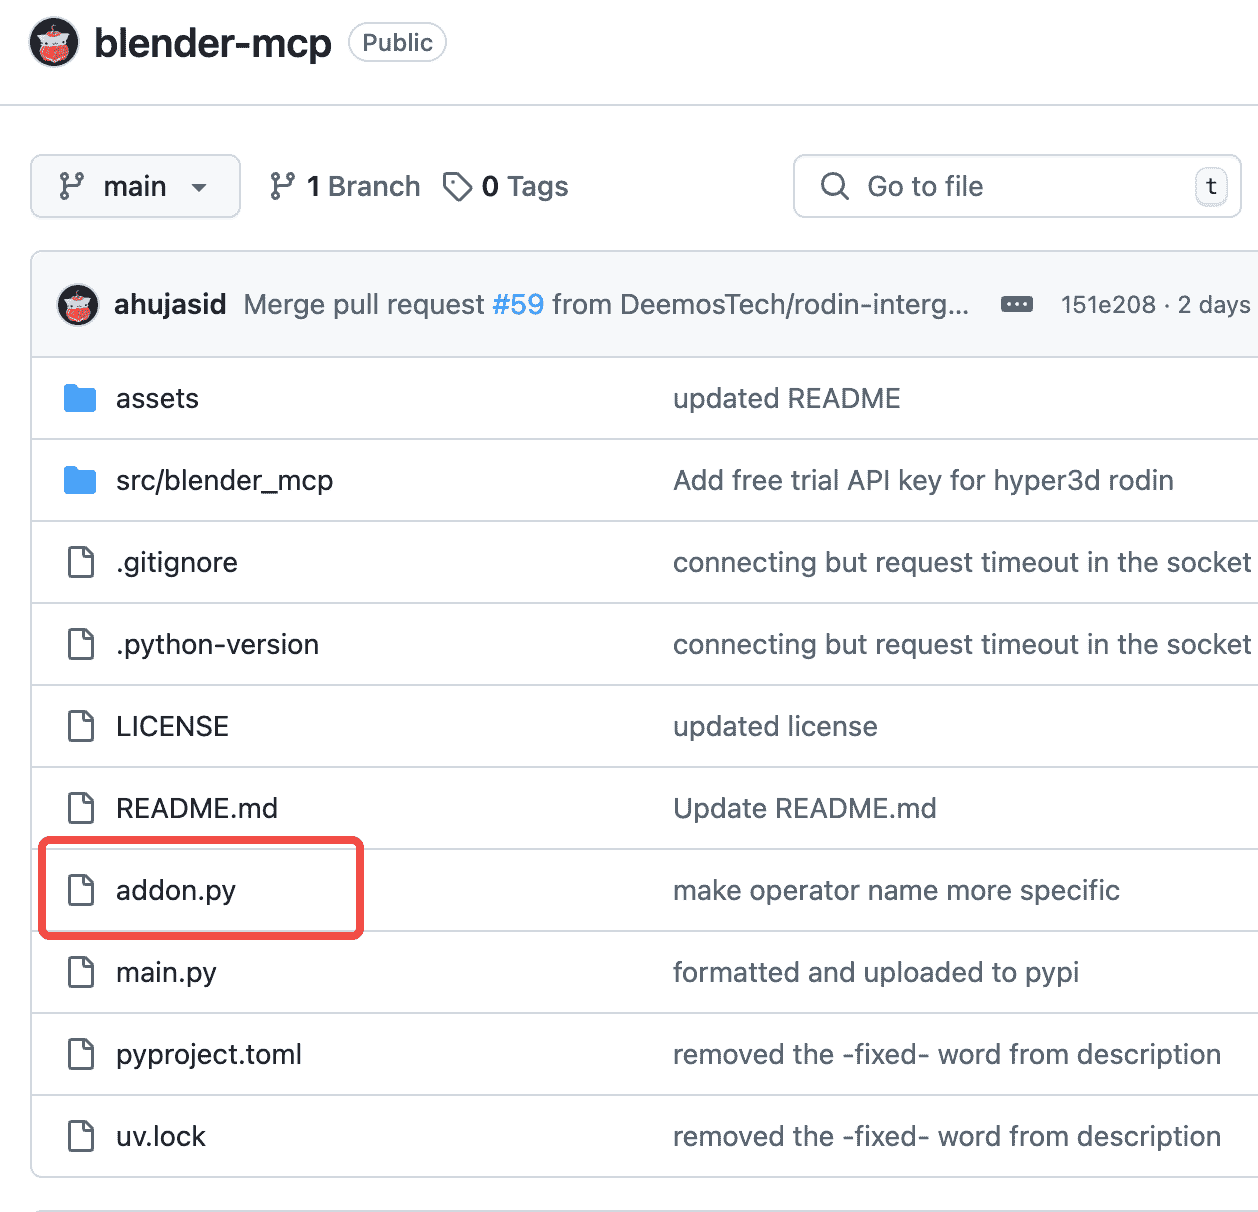 blender-mcp Public
main 1 Branch 0 Tags Go to file t
ahujasid Merge pull request #59 from DeemosTech/rodin-interg... 151e208 · 2 days
assets updated README
src/blender_mcp Add free trial API key for hyper3d rodin
.gitignore connecting but request timeout in the socket
.python-version connecting but request timeout in the socket
LICENSE updated license
README.md Update README.md
addon.py make operator name more specific
main.py formatted and uploaded to pypi
pyproject.toml removed the -fixed- word from description
uv.lock removed the -fixed- word from description